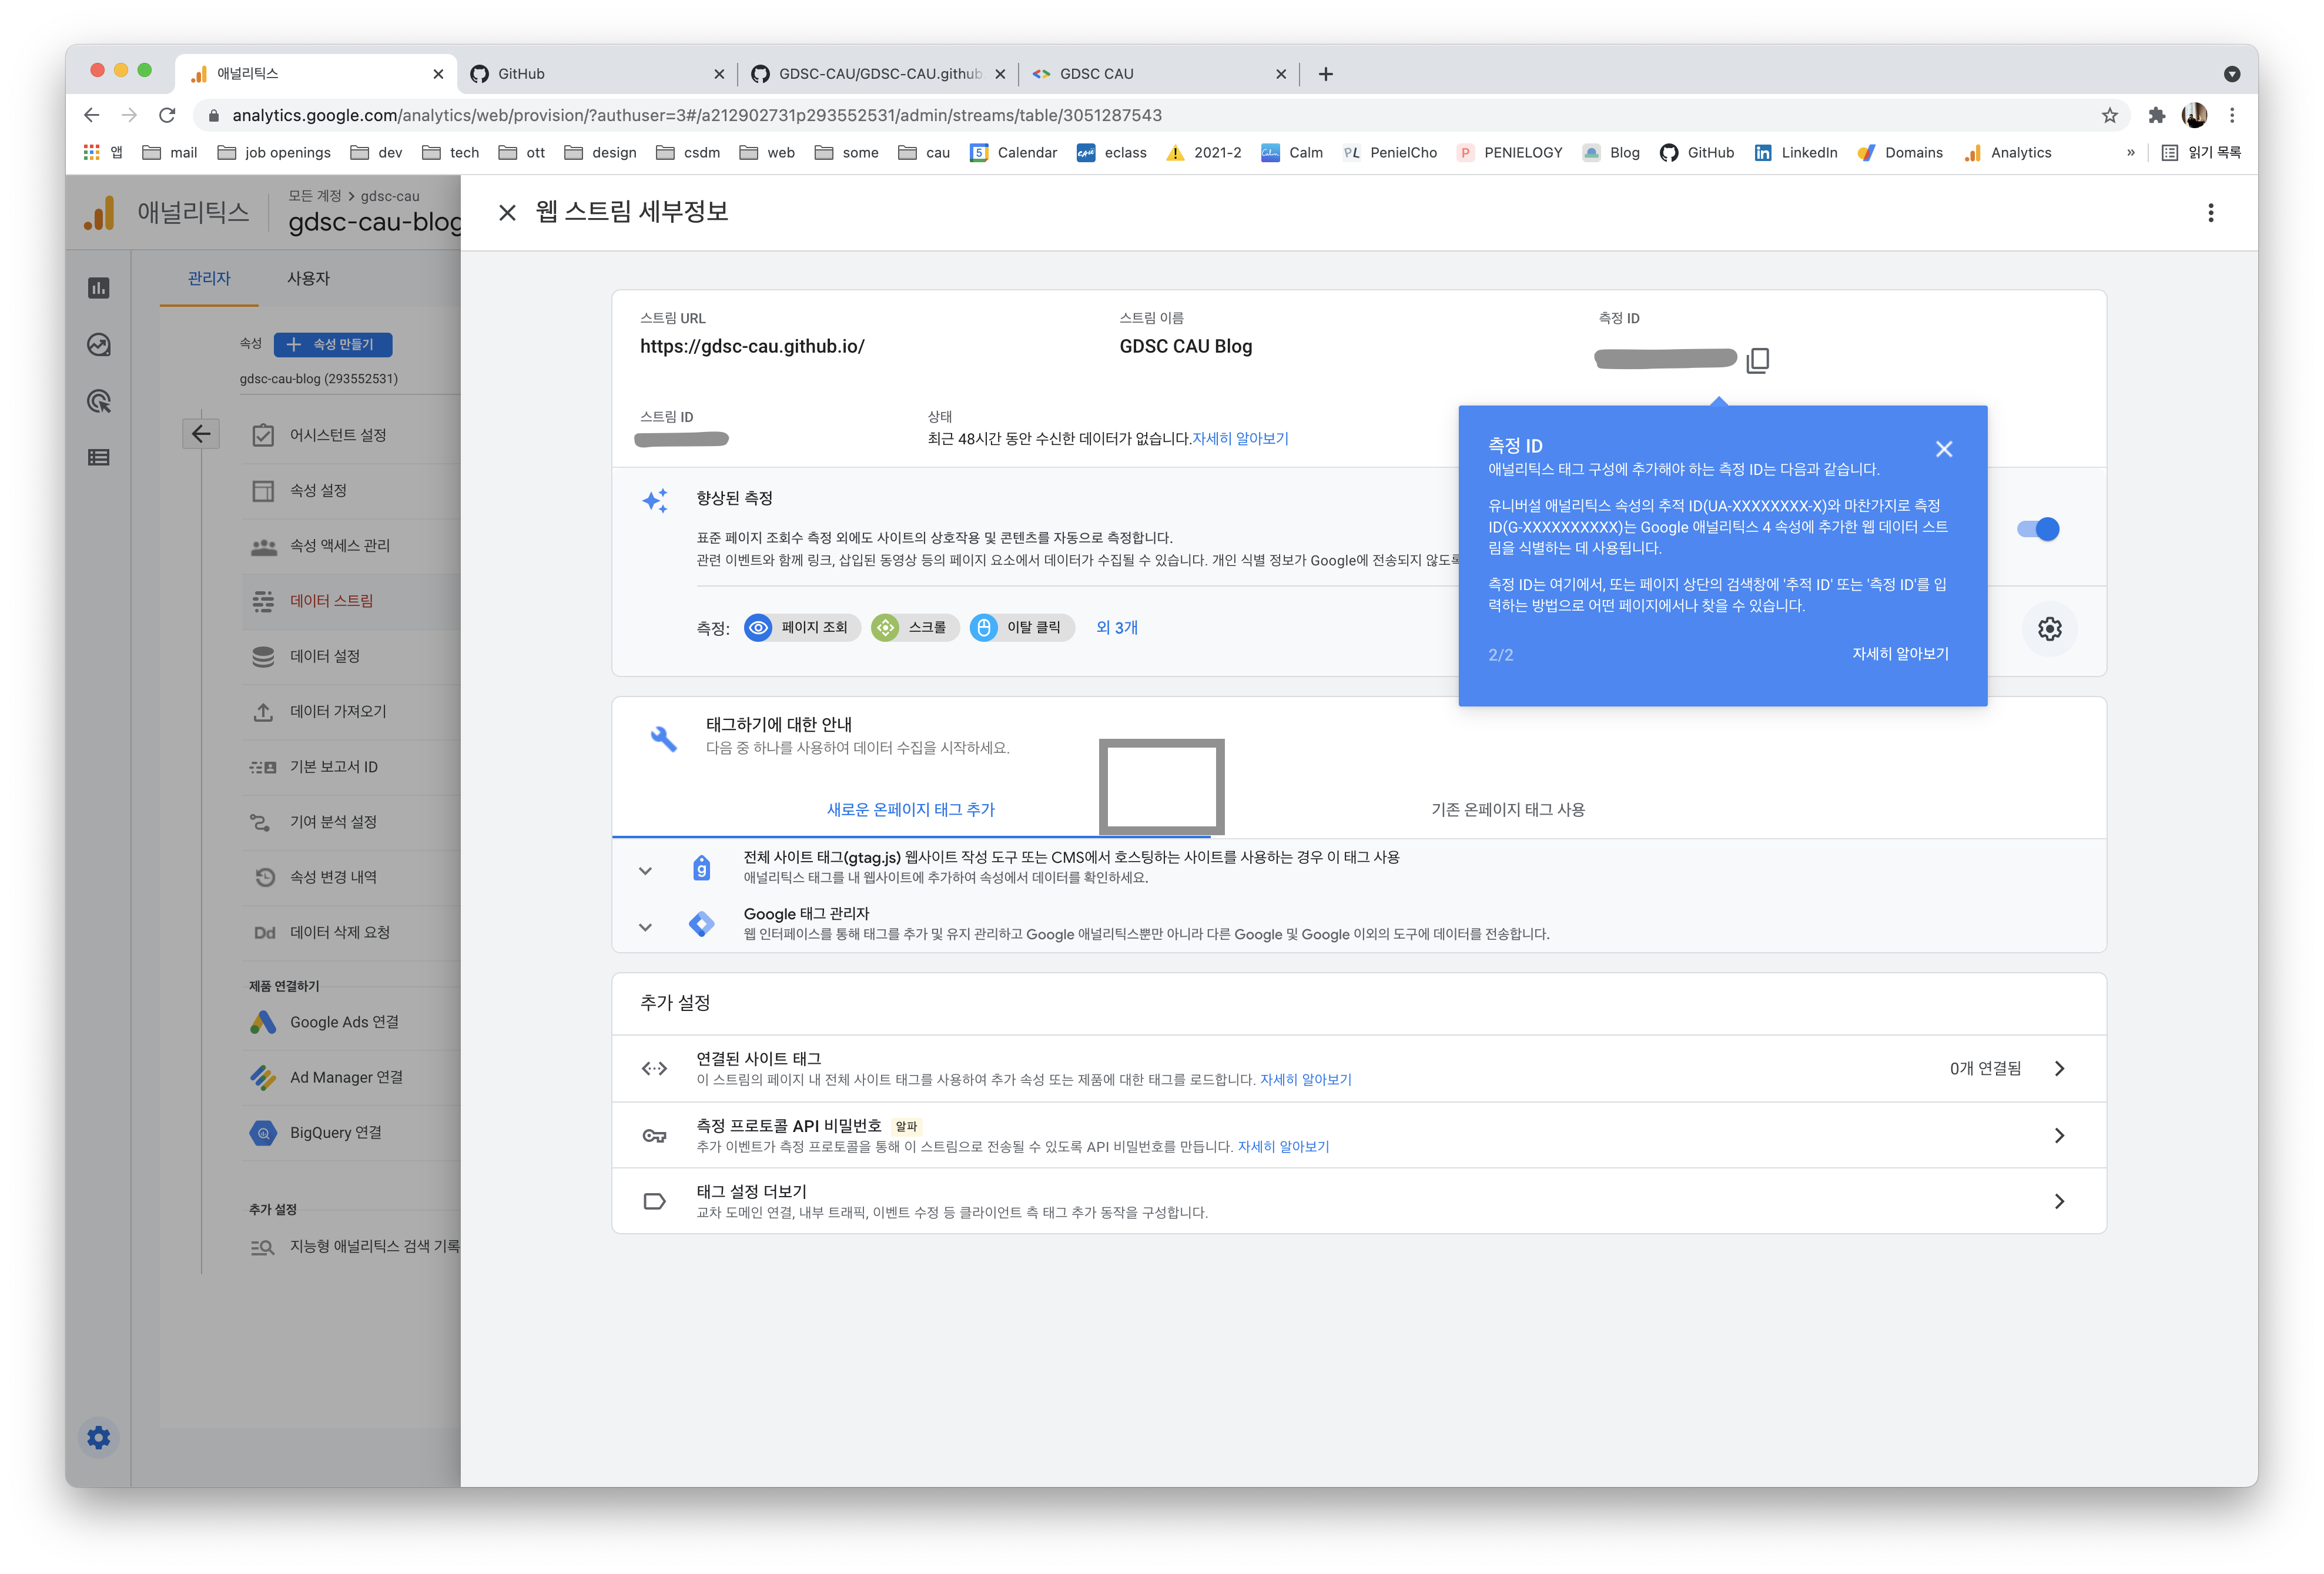 애널리틱스
GitHub
GDSC-CAU/GDSC-CAU.github
GDSC CAU
analytics.google.com/analytics/web/provision/?authuser=3#/a212902731p293552531/admin/streams/table/3051287543
앱 mail job openings dev tech ott design csdm web some cau 5 Calendar CAU eclass 2021-2 Calm Calm PL PenielCho P PENIELOGY Blog GitHub in LinkedIn Domains Analytics » 읽기 목록
애널리틱스
모든 계정 > gdsc-cau
gdsc-cau-blog
관리자
사용자
속성
속성 만들기
gdsc-cau-blog (293552531)
어시스턴트 설정
속성 설정
속성 액세스 관리
데이터 스트림
데이터 설정
데이터 가져오기
기본 보고서 ID
기여 분석 설정
속성 변경 내역
Dd 데이터 삭제 요청
제품 연결하기
Google Ads 연결
Ad Manager 연결
BigQuery 연결
추가 설정
지능형 애널리틱스 검색 기록
웹 스트림 세부정보
스트림 URL
https://gdsc-cau.github.io/
스트림 이름
GDSC CAU Blog
측정 ID
스트림 ID
상태
최근 48시간 동안 수신한 데이터가 없습니다.자세히 알아보기
향상된 측정
표준 페이지 조회수 측정 외에도 사이트의 상호작용 및 콘텐츠를 자동으로 측정합니다.
관련 이벤트와 함께 링크, 삽입된 동영상 등의 페이지 요소에서 데이터가 수집될 수 있습니다. 개인 식별 정보가 Google에 전송되지 않도록
측정: 페이지 조회 스크롤 이탈 클릭 외 3개
측정 ID
애널리틱스 태그 구성에 추가해야 하는 측정 ID는 다음과 같습니다.
유니버설 애널리틱스 속성의 추적 ID(UA-XXXXXXXX-X)와 마찬가지로 측정
ID(G-XXXXXXXXXX)는 Google 애널리틱스 4 속성에 추가한 웹 데이터 스트
림을 식별하는 데 사용됩니다.
측정 ID는 여기에서, 또는 페이지 상단의 검색창에 '추적 ID' 또는 '측정 ID'를 입
력하는 방법으로 어떤 페이지에서나 찾을 수 있습니다.
2/2
자세히 알아보기
태그하기에 대한 안내
다음 중 하나를 사용하여 데이터 수집을 시작하세요.
새로운 온페이지 태그 추가
기존 온페이지 태그 사용
g
전체 사이트 태그(gtag.js) 웹사이트 작성 도구 또는 CMS에서 호스팅하는 사이트를 사용하는 경우 이 태그 사용
애널리틱스 태그를 내 웹사이트에 추가하여 속성에서 데이터를 확인하세요.
Google 태그 관리자
웹 인터페이스를 통해 태그를 추가 및 유지 관리하고 Google 애널리틱스뿐만 아니라 다른 Google 및 Google 이외의 도구에 데이터를 전송합니다.
추가 설정
연결된 사이트 태그
이 스트림의 페이지 내 전체 사이트 태그를 사용하여 추가 속성 또는 제품에 대한 태그를 로드합니다. 자세히 알아보기
0개 연결됨
측정 프로토콜 API 비밀번호 알파
추가 이벤트가 측정 프로토콜을 통해 이 스트림으로 전송될 수 있도록 API 비밀번호를 만듭니다. 자세히 알아보기
태그 설정 더보기
교차 도메인 연결, 내부 트래픽, 이벤트 수정 등 클라이언트 측 태그 추가 동작을 구성합니다.